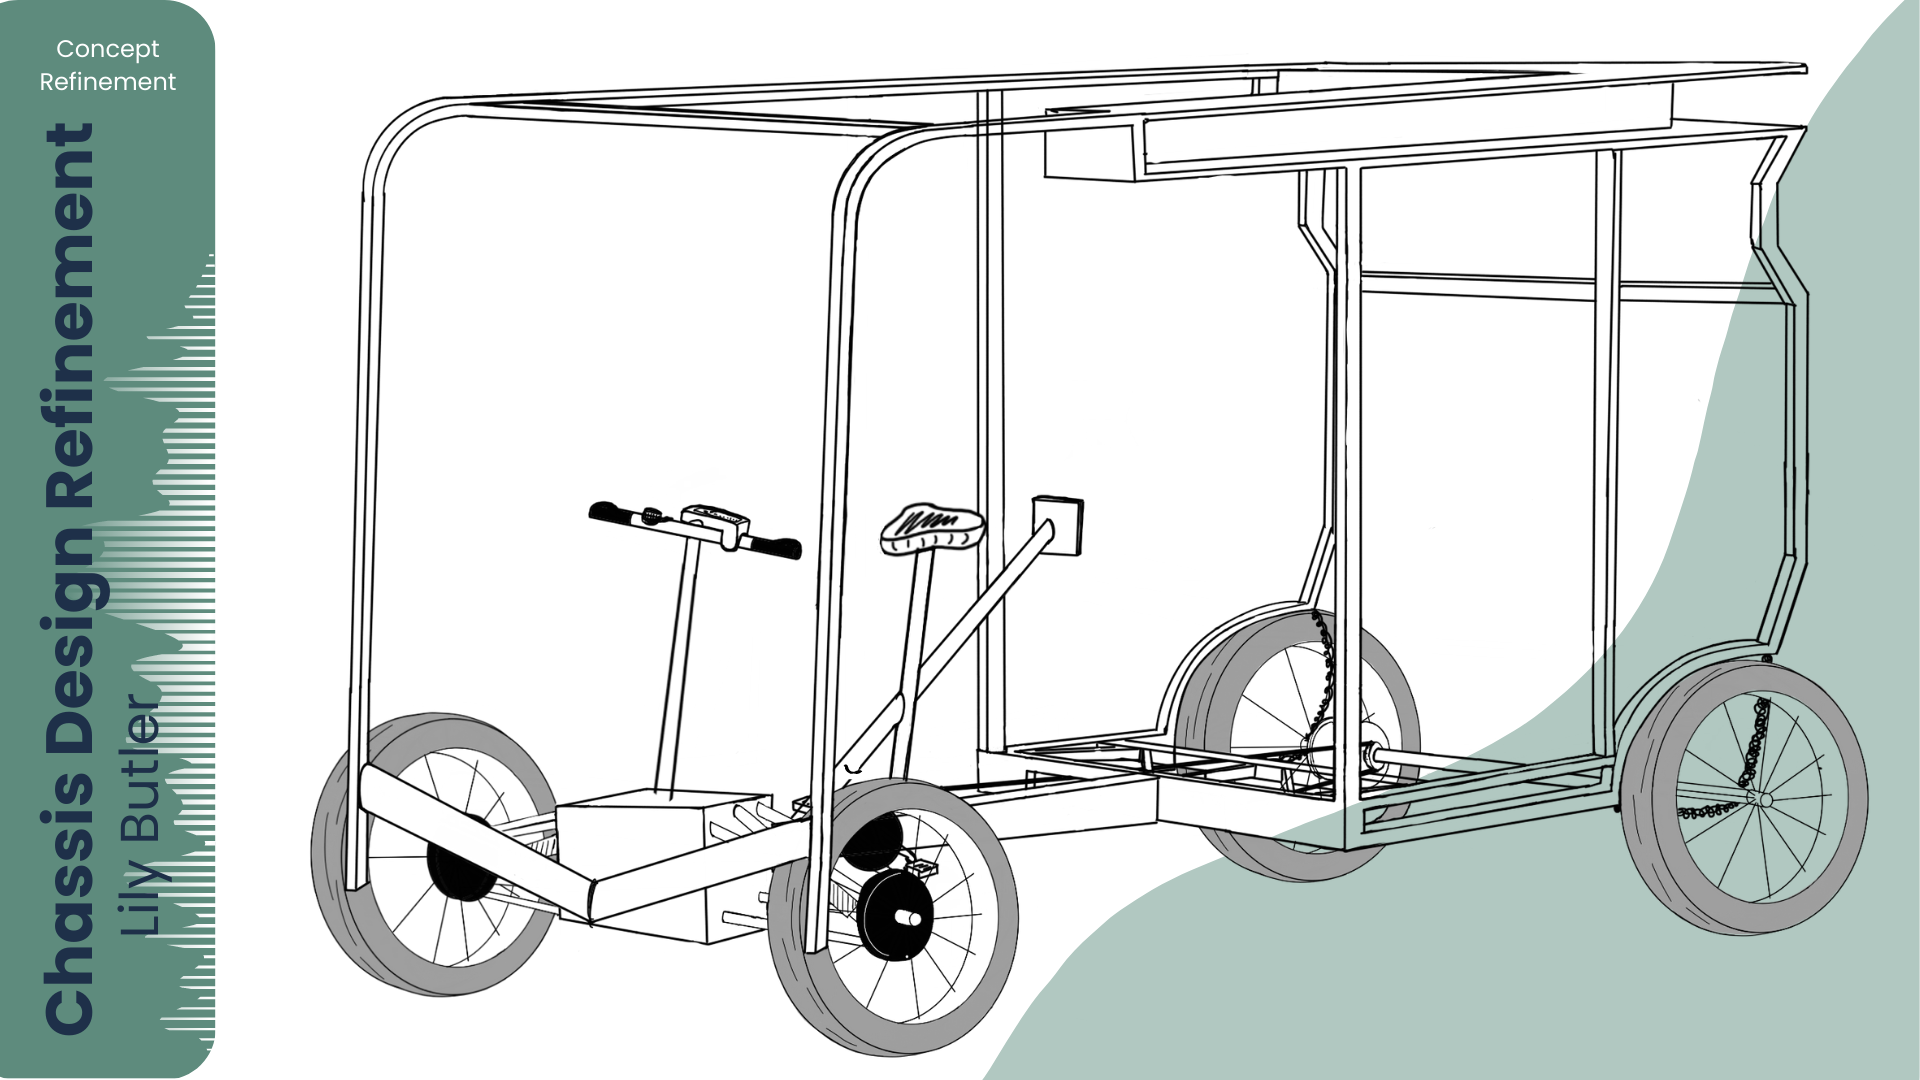 Concept
Refinement
Chassis Design Refinement
Lily Butler